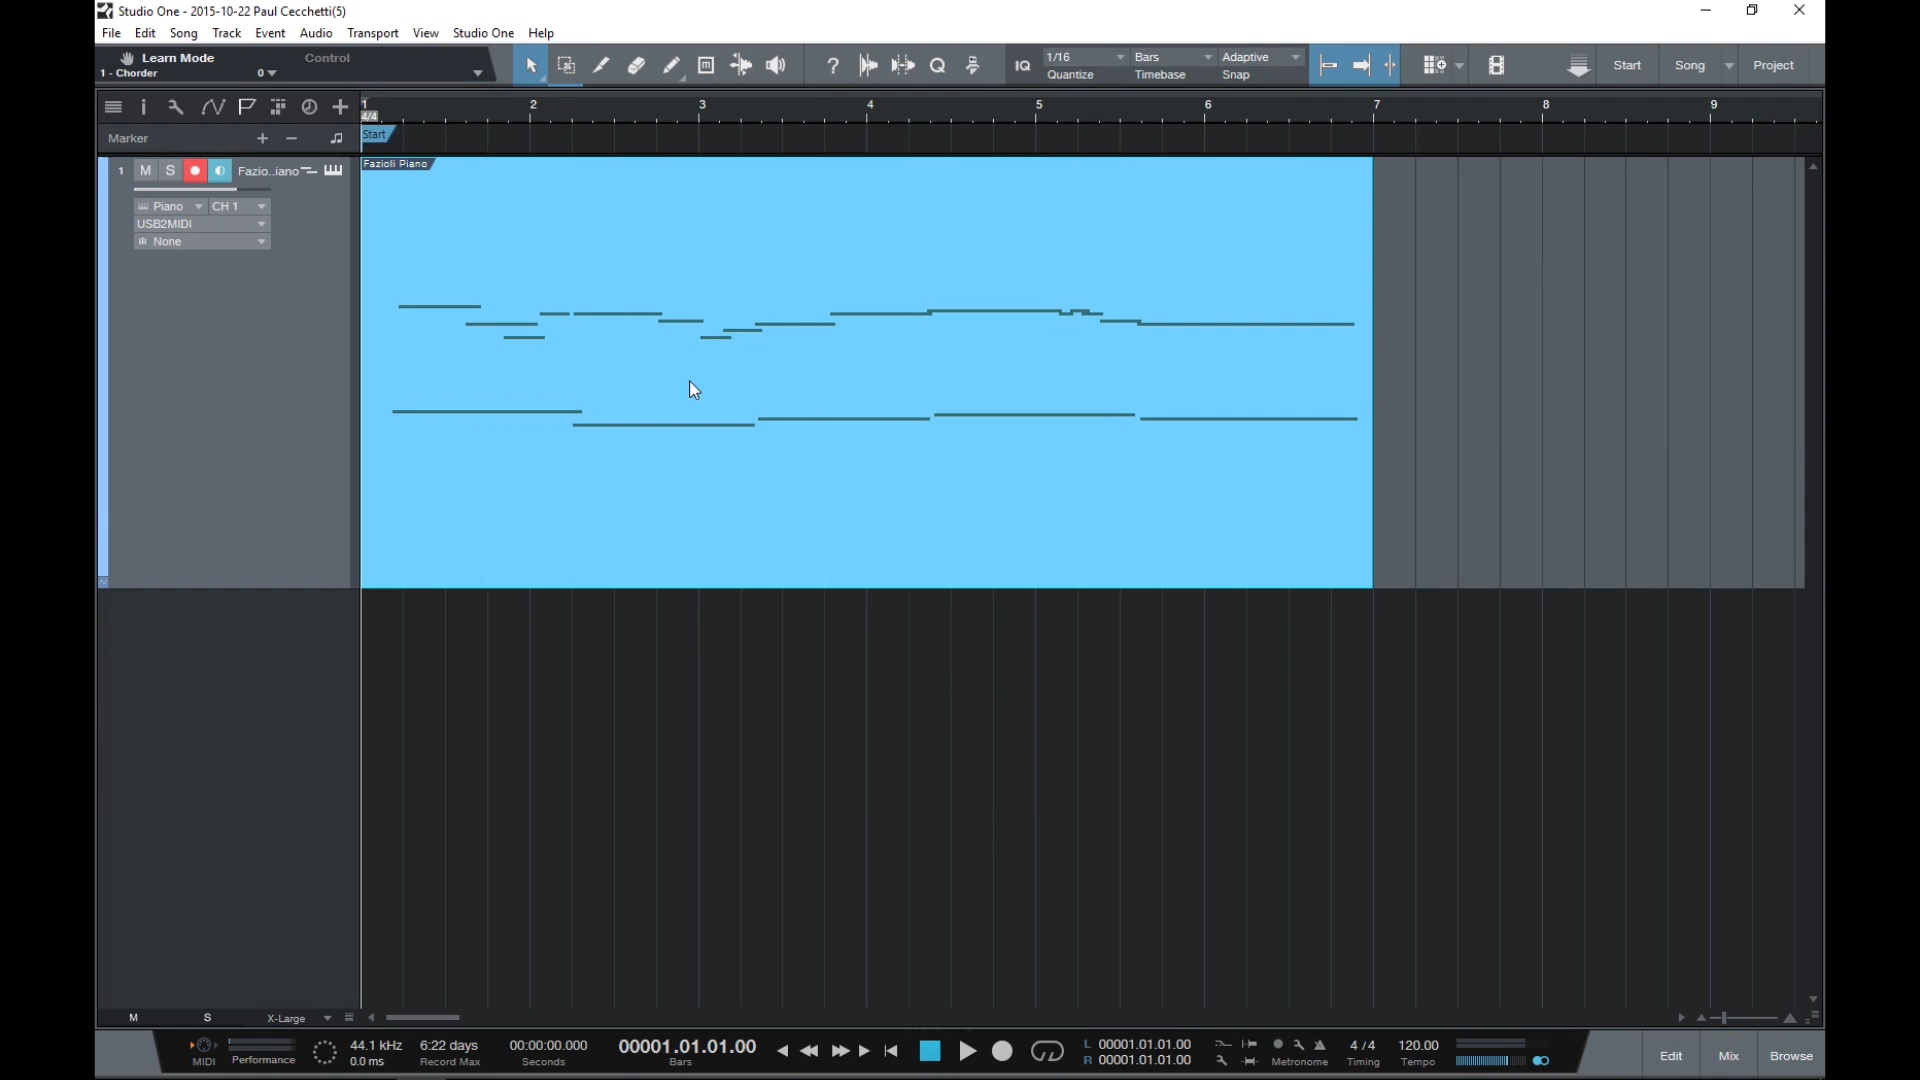 Studio One - 2015-10-22 Paul Cecchetti(5)
File Edit Song Track Event Audio Transport View Studio One Help
Learn Mode Control
1 - Chorder 0
1/16 Bars Adaptive
IQ Quantize Timebase Snap
Start Song Project
1 2 3 4 5 6 7 8 9
4/4
Marker
Start
1 M S Fazio..iano
Fazioli Piano
Piano CH 1
USB2MIDI
None
M S X-Large
MIDI Performance
44.1 kHz
0.0 ms
6:22 days
Record Max
00:00:00.000
Seconds
00001.01.01.00
Bars
L 00001.01.01.00
R 00001.01.01.00
Metronome
4 / 4
Timing
120.00
Tempo
Edit Mix Browse